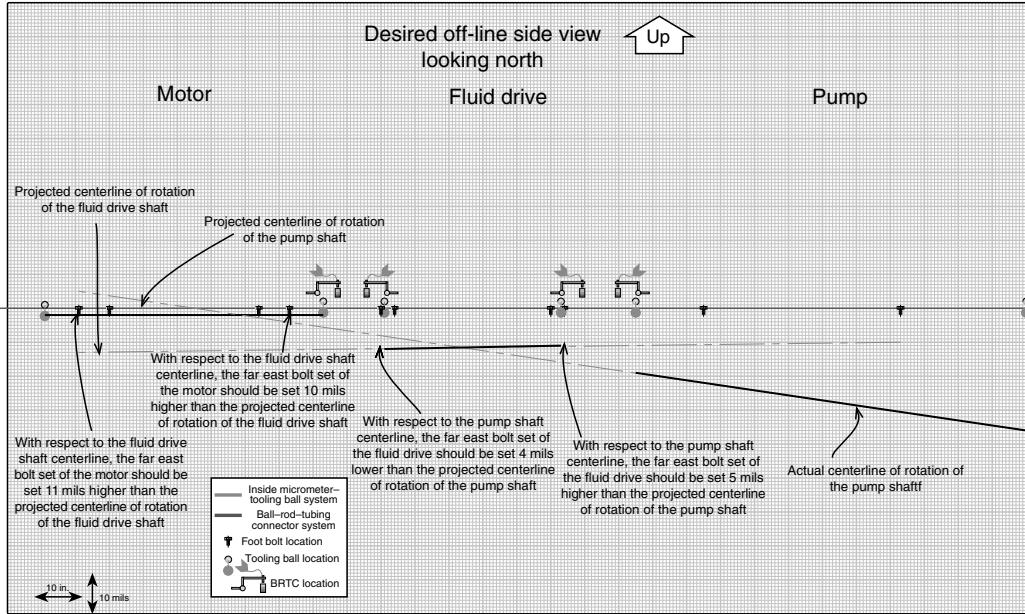 Desired off-line side view
looking north
Up
Motor
Fluid drive
Pump
Projected centerline of rotation
of the fluid drive shaft
Projected centerline of rotation
of the pump shaft
With respect to the fluid drive shaft
centerline, the far east bolt set of
the motor should be set 10 mils
higher than the projected centerline
of rotation of the fluid drive shaft
With respect to the fluid drive
shaft centerline, the far east
bolt set of the motor should be
set 11 mils higher than the
projected centerline of rotation
of the fluid drive shaft
With respect to the pump shaft
centerline, the far east bolt set of
the fluid drive should be set 4 mils
lower than the projected centerline
of rotation of the pump shaft
With respect to the pump shaft
centerline, the far east bolt set of
the fluid drive should be set 5 mils
higher than the projected centerline
of rotation of the pump shaft
Actual centerline of rotation of
the pump shaftf
Inside micrometer–
tooling ball system
Ball–rod–tubing
connector system
Foot bolt location
Tooling ball location
BRTC location
10 in.
10 mils